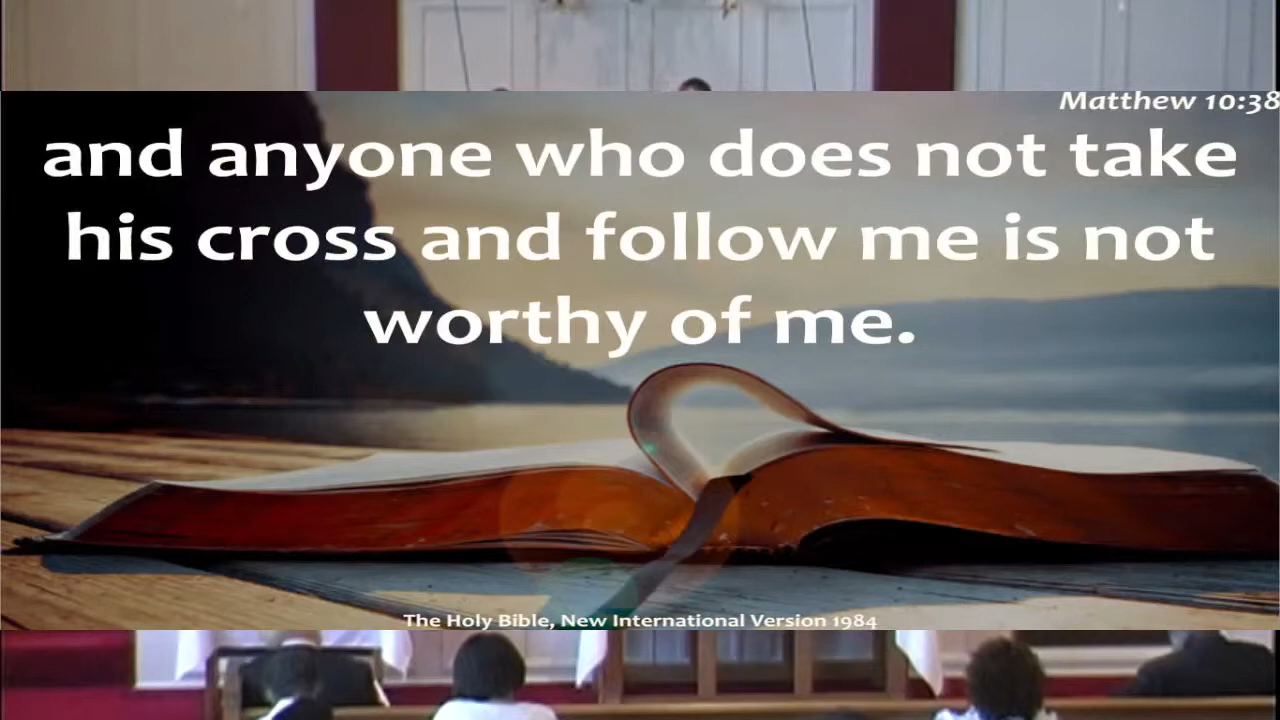 Matthew 10:38
and anyone who does not take
his cross and follow me is not
worthy of me.
The Holy Bible, New International Version 1984